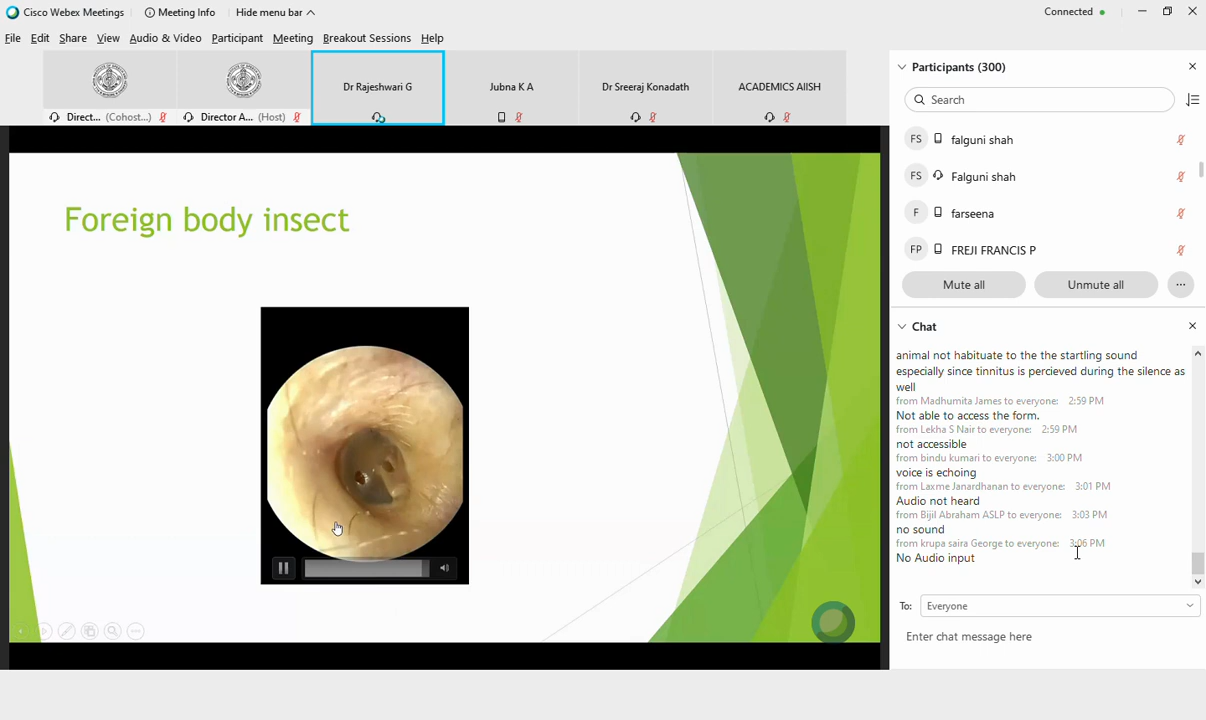 Cisco Webex Meetings
Meeting Info
Hide menu bar
Connected
File Edit Share View Audio & Video Participant Meeting Breakout Sessions Help
Direct... (Cohost...)
Director A... (Host)
Dr Rajeshwari G
Jubna K A
Dr Sreeraj Konadath
ACADEMICS AIISH
Foreign body insect
Participants (300)
Search
FS falguni shah
FS Falguni shah
F farseena
FP FREJI FRANCIS P
Mute all
Unmute all
Chat
animal not habituate to the the startling sound
especially since tinnitus is percieved during the silence as
well
from Madhumita James to everyone: 2:59 PM
Not able to access the form.
from Lekha S Nair to everyone: 2:59 PM
not accessible
from bindu kumari to everyone: 3:00 PM
voice is echoing
from Laxme Janardhanan to everyone: 3:01 PM
Audio not heard
from Bijil Abraham ASLP to everyone: 3:03 PM
no sound
from krupa saira George to everyone: 3:06 PM
No Audio input
To: Everyone
Enter chat message here